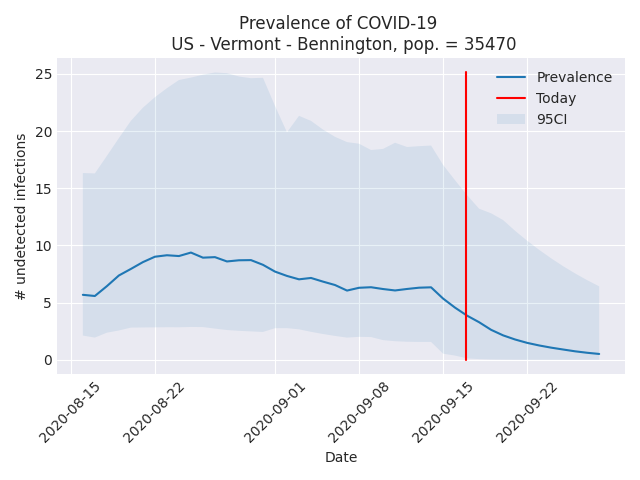 Prevalence of COVID-19
US - Vermont - Bennington, pop. = 35470
25
20
15
10
5
0
# undetected infections
Prevalence
Today
95CI
2020-08-15
2020-08-22
2020-09-01
2020-09-08
2020-09-15
2020-09-22
Date